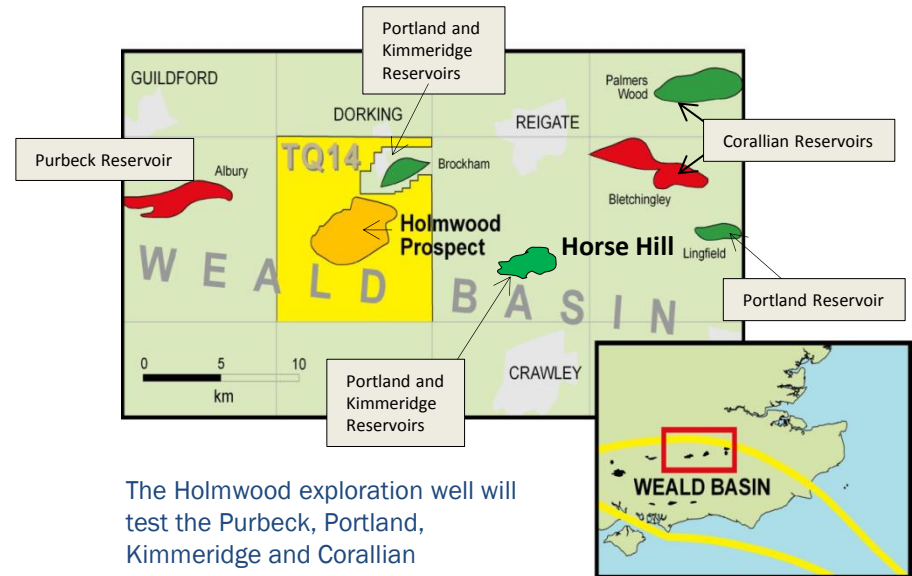 Portland and
Kimmeridge
Reservoirs
GUILDFORD
DORKING
REIGATE
Palmers
Wood
Corallian Reservoirs
Purbeck Reservoir
Albury
TQ14
Brockham
Bletchingley
Holmwood
Prospect
Horse Hill
Lingfield
WEALD BASIN
Portland Reservoir
0 5 10
km
Portland and
Kimmeridge
Reservoirs
CRAWLEY
WEALD BASIN
The Holmwood exploration well will
test the Purbeck, Portland,
Kimmeridge and Corallian